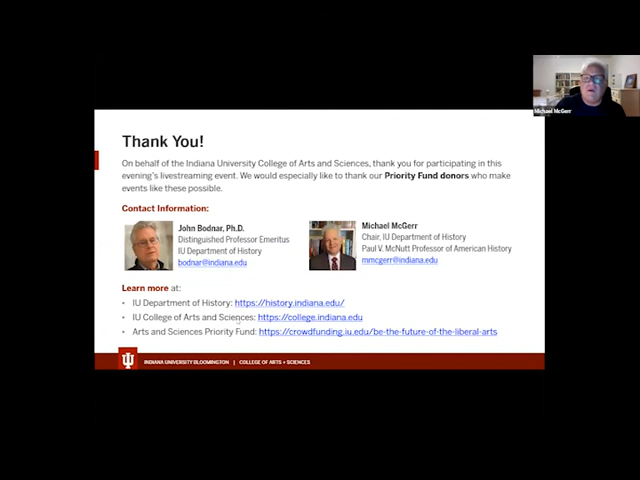 Michael McGerr
Thank You!
On behalf of the Indiana University College of Arts and Sciences, thank you for participating in this
evening's livestreaming event. We would especially like to thank our Priority Fund donors who make
events like these possible.
Contact Information:
John Bodnar, Ph.D.
Distinguished Professor Emeritus
IU Department of History
bodnar@indiana.edu
Michael McGerr
Chair, IU Department of History
Paul V. McNutt Professor of American History
mmcgerr@indiana.edu
Learn more at:
• IU Department of History: https://history.indiana.edu/
• IU College of Arts and Sciences: https://college.indiana.edu
• Arts and Sciences Priority Fund: https://crowdfunding.iu.edu/be-the-future-of-the-liberal-arts
INDIANA UNIVERSITY BLOOMINGTON | COLLEGE OF ARTS + SCIENCES